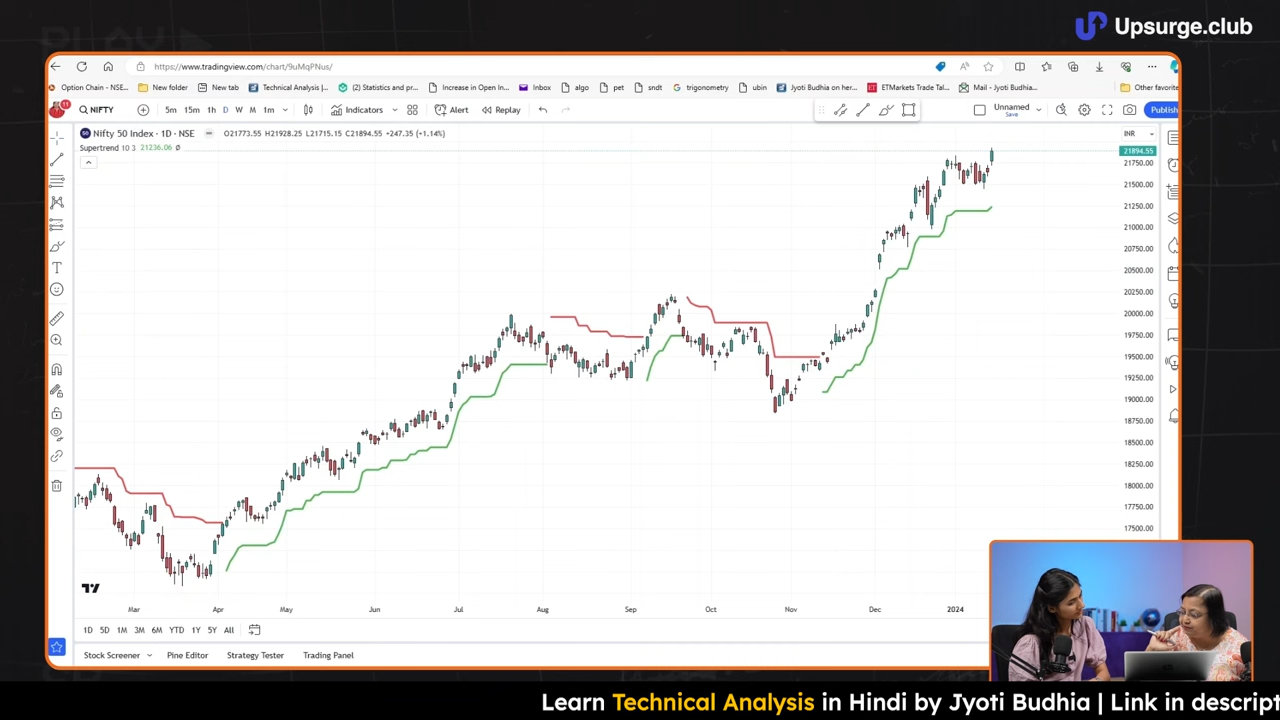 Upsurge.club
https://www.tradingview.com/chart/9uMqPNus/
Option Chain - NSE... New folder New tab Technical Analysis |... (2) Statistics and pr... Increase in Open In... Inbox algo pet sndt trigonometry ubin Jyoti Budhia on |no... ETMarkets Trade Tal... Mail - Jyoti Budhia... Other favorite
11 NIFTY 5m 15m 1h D W M 1m Indicators Alert Replay Unnamed Save Publish
Nifty 50 Index · 1D · NSE O21773.55 H21928.25 L21715.15 C21894.55 +247.35 (+1.14%) INR
Supertrend 10 3 21236.06 Ø
21894.55
21750.00
21500.00
21250.00
21000.00
20750.00
20500.00
20250.00
20000.00
19750.00
19500.00
19250.00
19000.00
18750.00
18500.00
18250.00
18000.00
17750.00
17500.00
Mar Apr May Jun Jul Aug Sep Oct Nov Dec 2024
1D 5D 1M 3M 6M YTD 1Y 5Y All
Stock Screener Pine Editor Strategy Tester Trading Panel
Learn Technical Analysis in Hindi by Jyoti Budhia | Link in descript